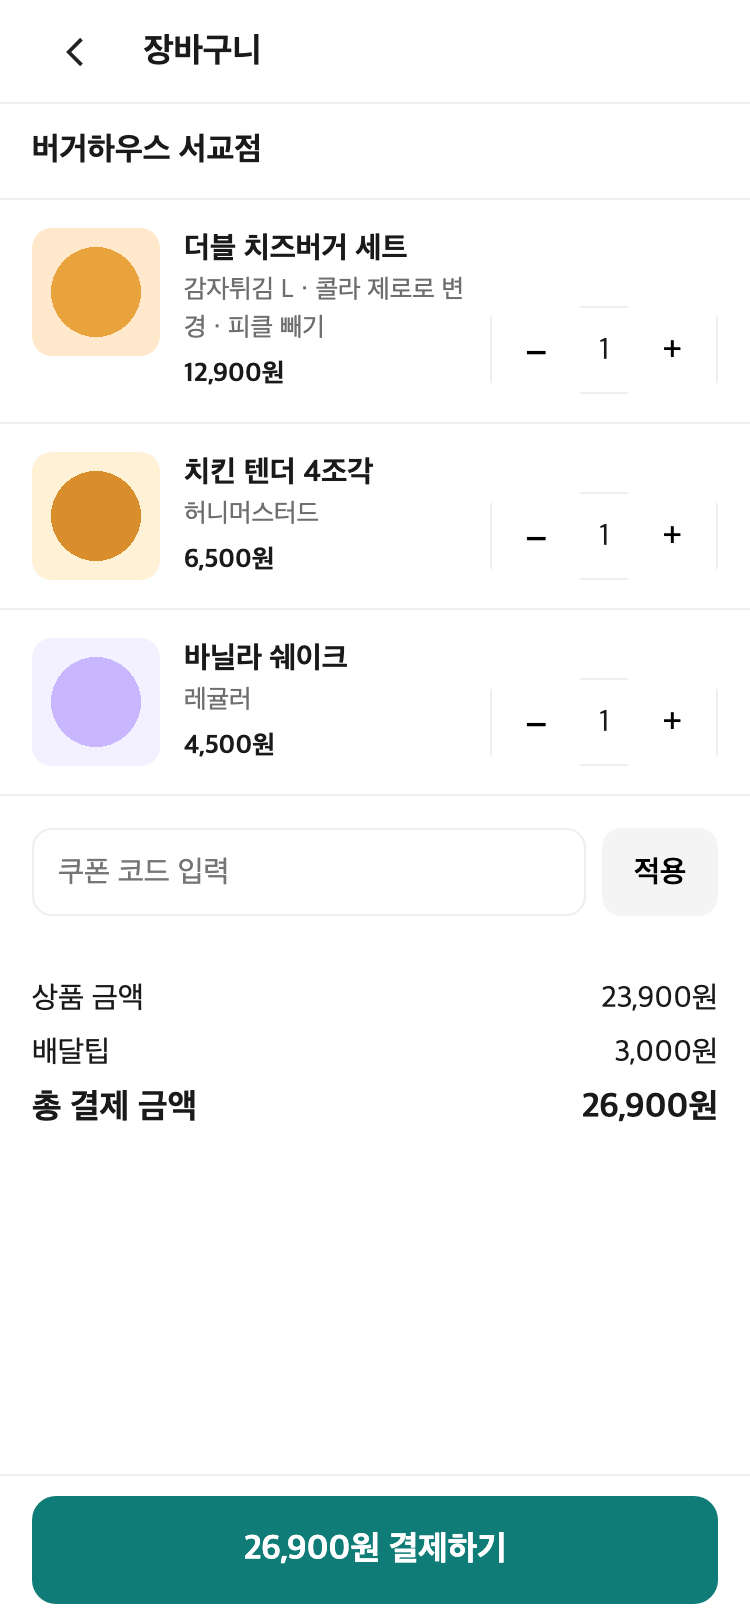 장바구니
버거하우스 서교점
더블 치즈버거 세트
감자튀김 L · 콜라 제로로 변
경 · 피클 빼기
12,900원
– 1 +
치킨 텐더 4조각
허니머스터드
6,500원
– 1 +
바닐라 쉐이크
레귤러
4,500원
– 1 +
쿠폰 코드 입력 적용
상품 금액 23,900원
배달팁 3,000원
총 결제 금액 26,900원
26,900원 결제하기